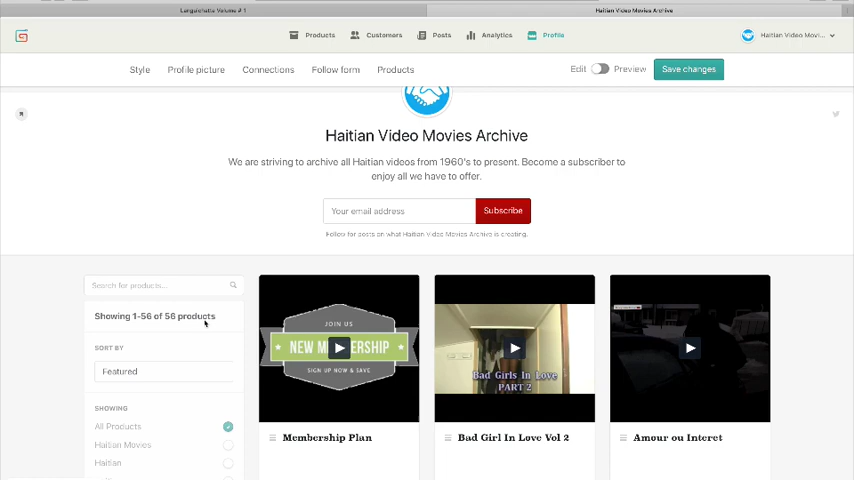 Langaichatta Volume # 1
Haitian Video Movies Archive
Products
Customers
Posts
Analytics
Profile
Haitian Video Movi...
Style
Profile picture
Connections
Follow form
Products
Edit
Preview
Save changes
Haitian Video Movies Archive
We are striving to archive all Haitian videos from 1960's to present. Become a subscriber to
enjoy all we have to offer.
Your email address
Subscribe
Follow for posts on what Haitian Video Movies Archive is creating.
Search for products...
Showing 1-56 of 56 products
SORT BY
Featured
SHOWING
All Products
Haitian Movies
Haitian
JOIN US
NEW MEMBERSHIP
SIGN UP NOW & SAVE
Bad Girls In Love
PART 2
Membership Plan
Bad Girl In Love Vol 2
Amour ou Interet